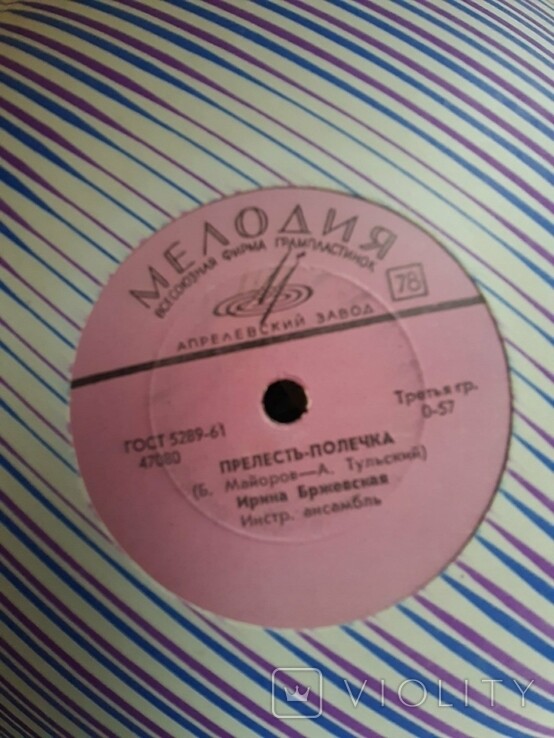 МЕЛОДИЯ
ВСЕСОЮЗНАЯ ФИРМА ГРАМПЛАСТИНОК
78
АПРЕЛЕВСКИЙ ЗАВОД
ГОСТ 5289-61
47080
Третья гр.
0-57
ПРЕЛЕСТЬ-ПОЛЕЧКА
(Б. Майоров—А. Тульский)
Ирина Бржевская
Инстр. ансамбль
VIOLITY